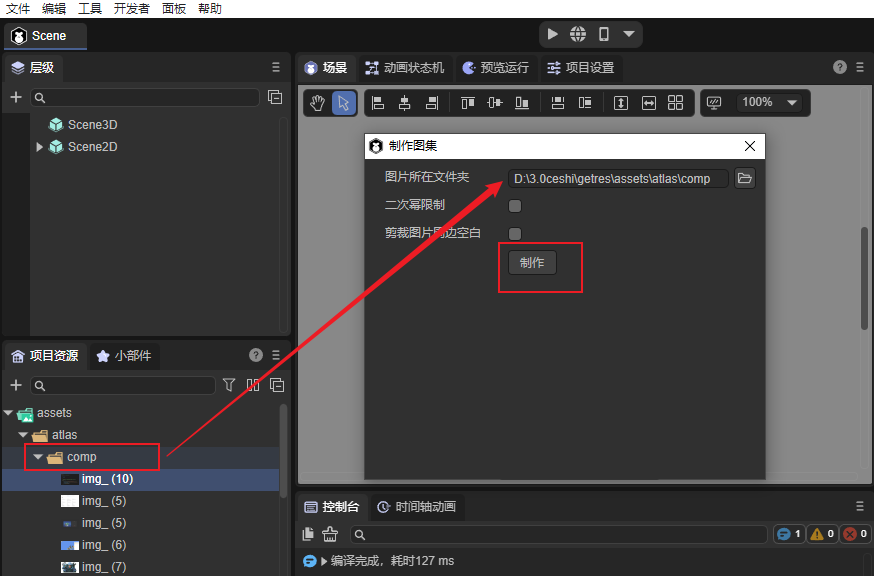 文件 编辑 工具 开发者 面板 帮助
Scene
层级
Scene3D
Scene2D
场景 动画状态机 预览运行 项目设置
100%
制作图集
图片所在文件夹 D:\3.0ceshi\getres\assets\atlas\comp
二次幂限制
剪裁图片周边空白
制作
项目资源 小部件
assets
atlas
comp
img_ (10)
img_ (5)
img_ (5)
img_ (6)
img_ (7)
控制台 时间轴动画
1 0 0
编译完成，耗时127 ms